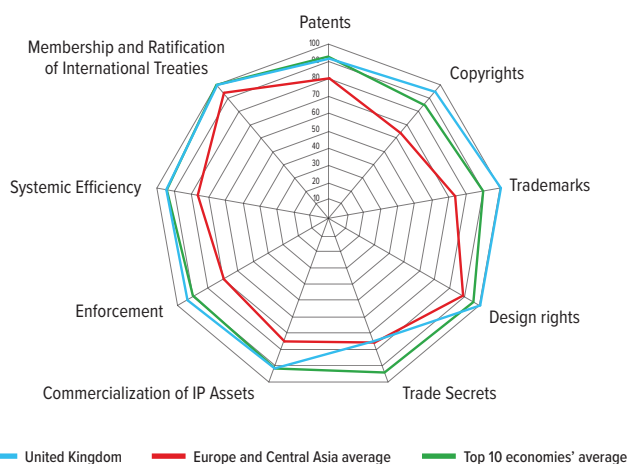 Patents
Membership and Ratification
of International Treaties
Copyrights
100
90
80
70
60
50
40
30
20
10
Systemic Efficiency
Trademarks
Enforcement
Design rights
Commercialization of IP Assets
Trade Secrets
United Kingdom
Europe and Central Asia average
Top 10 economies' average